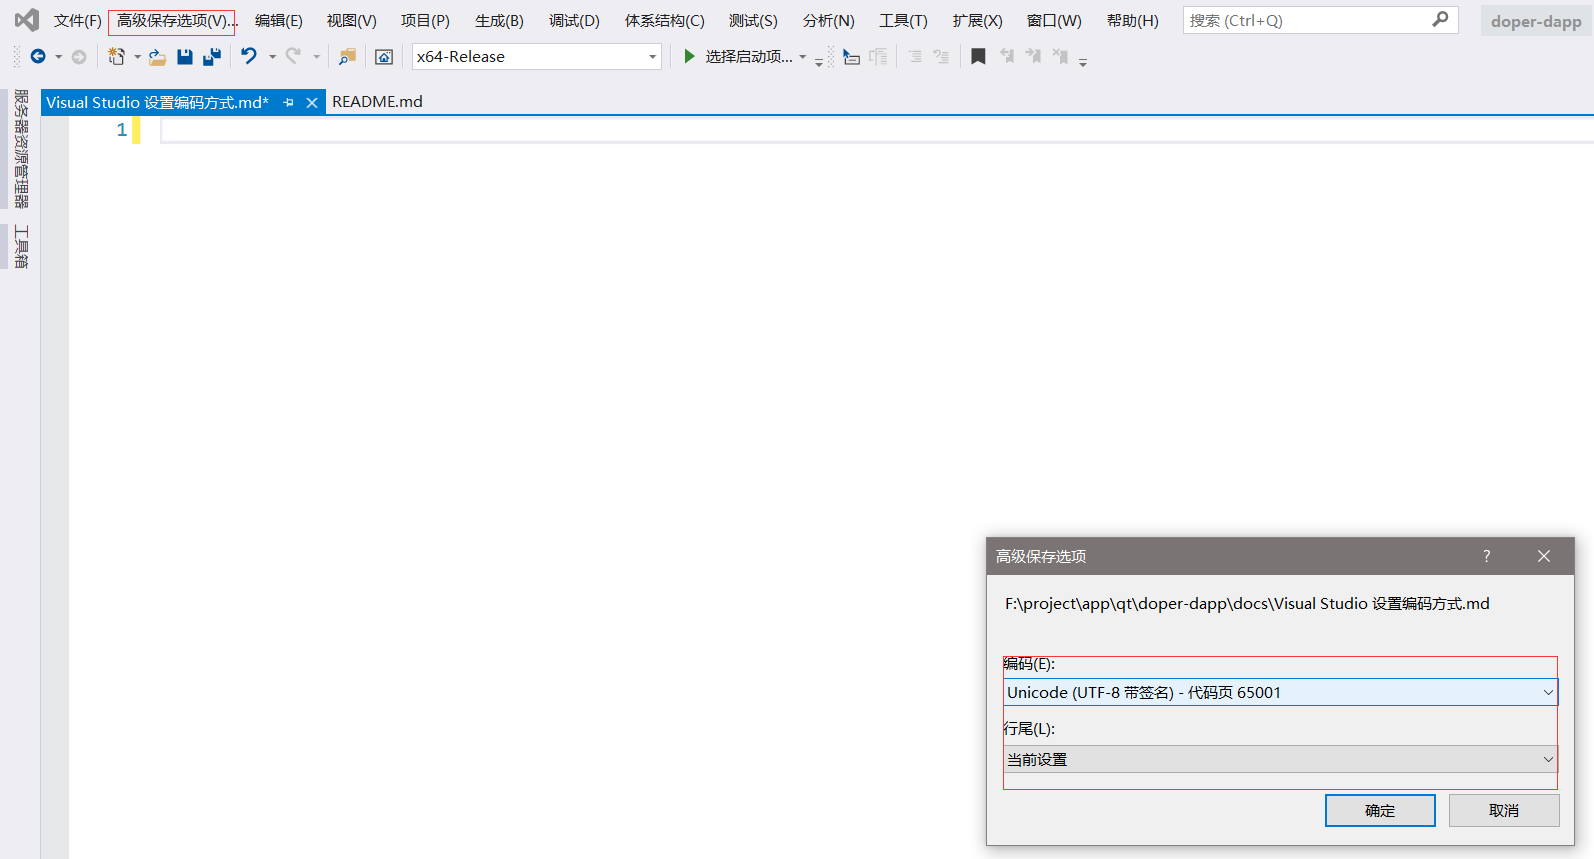 文件(F) 高级保存选项(V)... 编辑(E) 视图(V) 项目(P) 生成(B) 调试(D) 体系结构(C) 测试(S) 分析(N) 工具(T) 扩展(X) 窗口(W) 帮助(H) 搜索 (Ctrl+Q) doper-dapp
x64-Release 选择启动项...
服务器资源管理器
工具箱
Visual Studio 设置编码方式.md* README.md
1
高级保存选项 ?
F:\project\app\qt\doper-dapp\docs\Visual Studio 设置编码方式.md
编码(E):
Unicode (UTF-8 带签名) - 代码页 65001
行尾(L):
当前设置
确定 取消